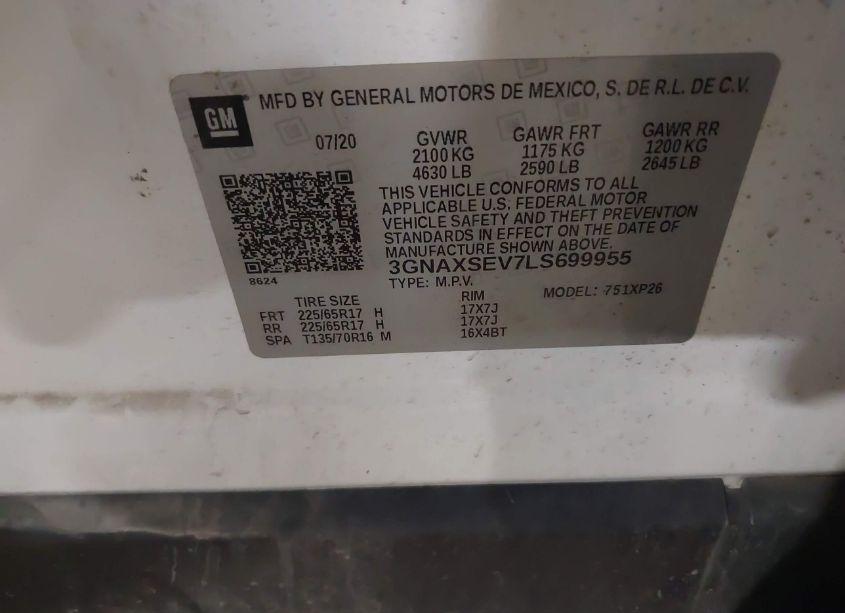 GM
MFD BY GENERAL MOTORS DE MEXICO, S. DE R.L. DE C.V.
07/20 GVWR GAWR FRT GAWR RR
2100 KG 1175 KG 1200 KG
4630 LB 2590 LB 2645 LB
THIS VEHICLE CONFORMS TO ALL
APPLICABLE U.S. FEDERAL MOTOR
VEHICLE SAFETY AND THEFT PREVENTION
STANDARDS IN EFFECT ON THE DATE OF
MANUFACTURE SHOWN ABOVE.
3GNAXSEV7LS699955
8624
TYPE: M.P.V. MODEL: 751XP26
TIRE SIZE RIM
FRT 225/65R17 H 17X7J
RR 225/65R17 H 17X7J
SPA T135/70R16 M 16X4BT